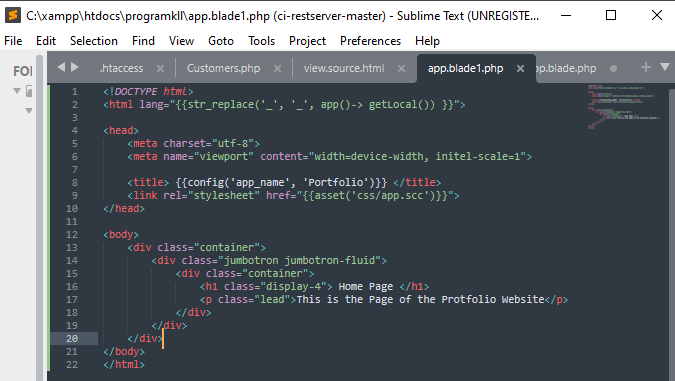 C:\xampp\htdocs\programkll\app.blade1.php (ci-restserver-master) - Sublime Text (UNREGISTE...
File Edit Selection Find View Goto Tools Project Preferences Help
FOL
.htaccess Customers.php view.source.html app.blade1.php pp.blade.php
1 <!DOCTYPE html>
2 <html lang="{{str_replace('_', '_', app()-> getLocal()) }}">
3
4 <head>
5 <meta charset="utf-8">
6 <meta name="viewport" content="width=device-width, initel-scale=1">
7
8 <title> {{config('app_name', 'Portfolio')}} </title>
9 <link rel="stylesheet" href="{{asset('css/app.scc')}}">
10 </head>
11
12 <body>
13 <div class="container">
14 <div class="jumbotron jumbotron-fluid">
15 <div class="container">
16 <h1 class="display-4"> Home Page </h1>
17 <p class="lead">This is the Page of the Protfolio Website</p>
18 </div>
19 </div>
20 </div>
21 </body>
22 </html>